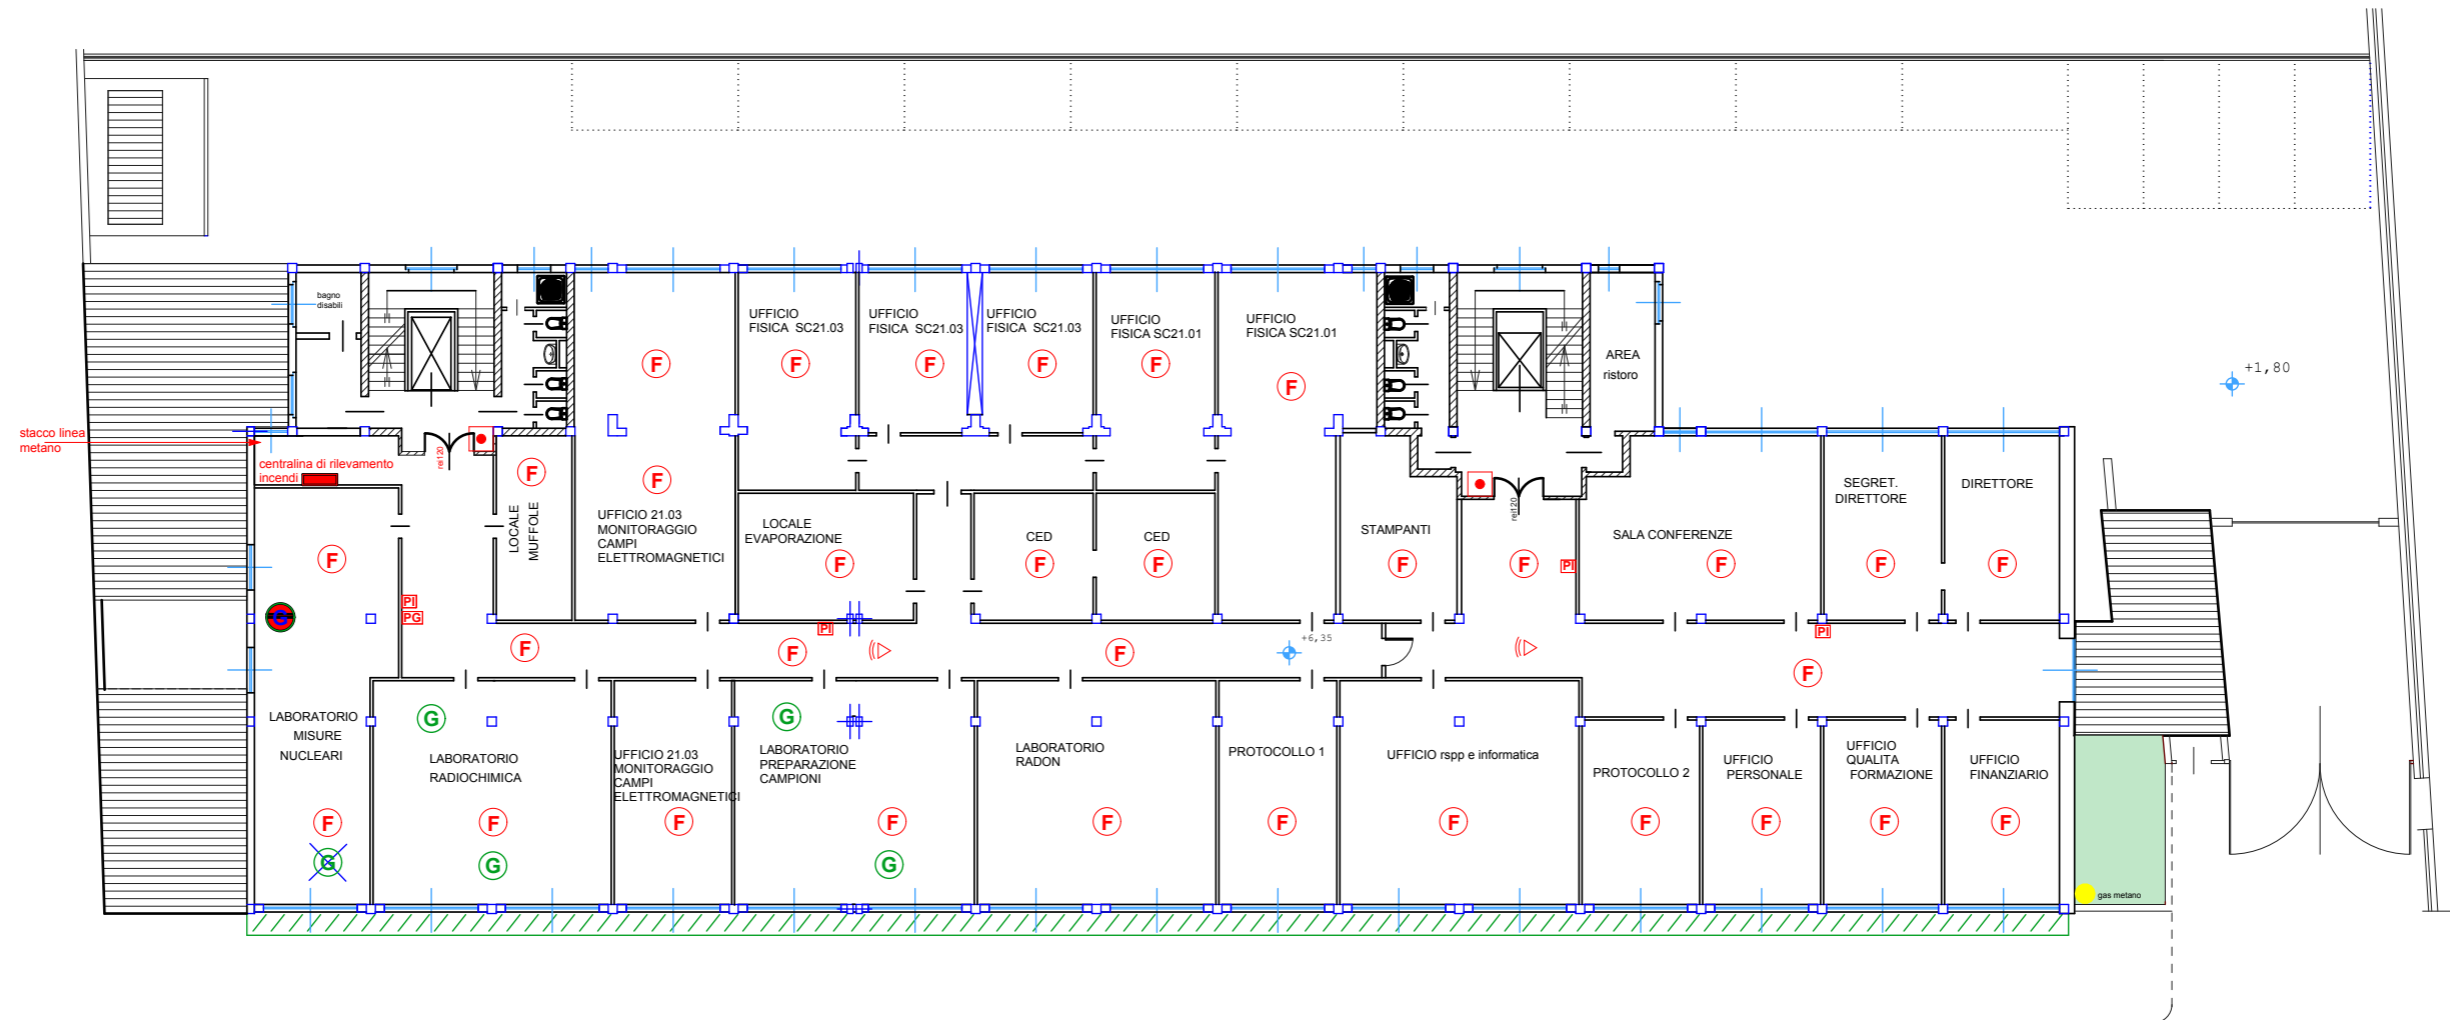 +1,80
bagno
disabili
UFFICIO
FISICA SC21.03
UFFICIO
FISICA SC21.03
UFFICIO
FISICA SC21.03
UFFICIO
FISICA SC21.01
UFFICIO
FISICA SC21.01
AREA
ristoro
F
F
F
F
F
F
stacco linea
metano
centralina di rilevamento
incendi
rei120
rei120
F
LOCALE
MUFFOLE
F
UFFICIO 21.03
MONITORAGGIO
CAMPI
ELETTROMAGNETICI
LOCALE
EVAPORAZIONE
F
CED
F
CED
F
STAMPANTI
F
F
PI
SALA CONFERENZE
F
SEGRET.
DIRETTORE
F
DIRETTORE
F
F
G
PI
PG
F
F
PI
F
+6,35
PI
F
LABORATORIO
MISURE
NUCLEARI
F
G
G
LABORATORIO
RADIOCHIMICA
F
G
UFFICIO 21.03
MONITORAGGIO
CAMPI
ELETTROMAGNETICI
F
G
LABORATORIO
PREPARAZIONE
CAMPIONI
F
G
LABORATORIO
RADON
F
PROTOCOLLO 1
F
UFFICIO rspp e informatica
F
PROTOCOLLO 2
F
UFFICIO
PERSONALE
F
UFFICIO
QUALITA
FORMAZIONE
F
UFFICIO
FINANZIARIO
F
gas metano